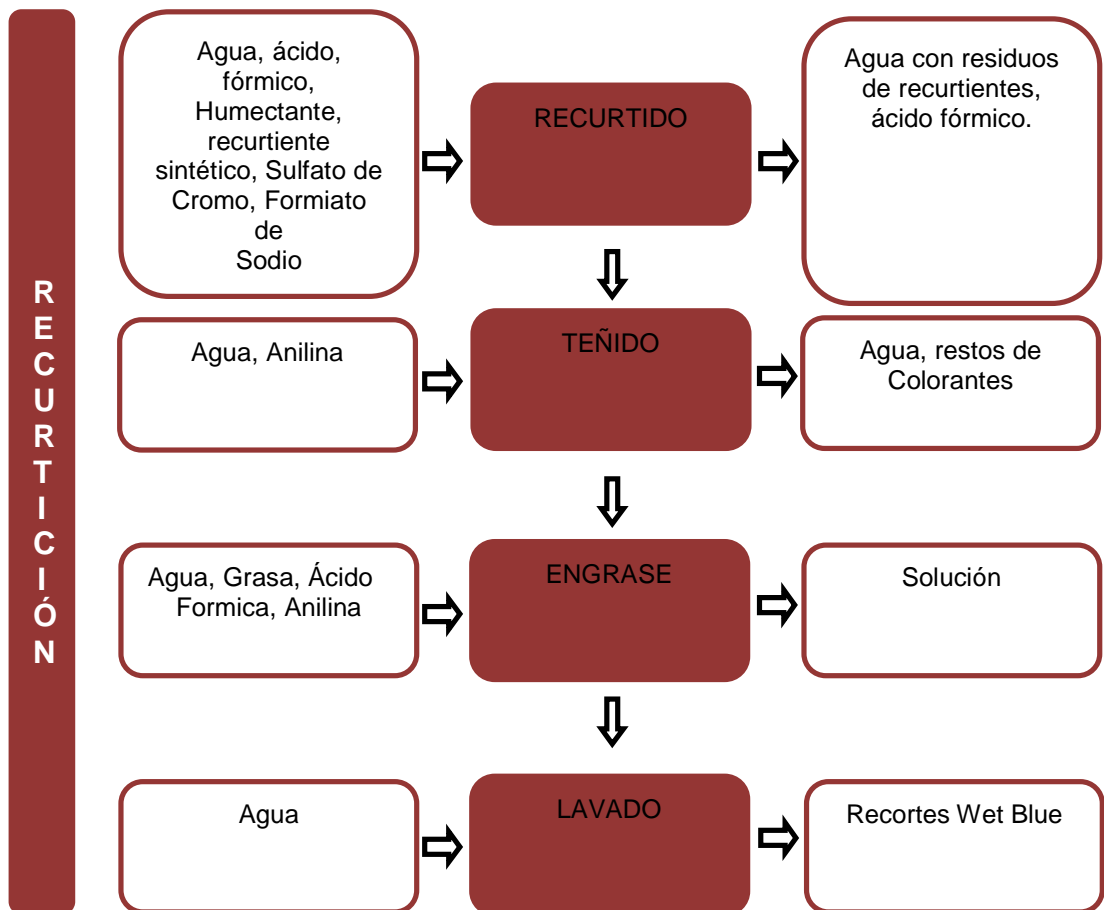 RECURTICIÓN
Agua, ácido,
fórmico,
Humectante,
recurtiente
sintético, Sulfato de
Cromo, Formiato
de
Sodio
RECURTIDO
Agua con residuos
de recurtientes,
ácido fórmico.
Agua, Anilina
TEÑIDO
Agua, restos de
Colorantes
Agua, Grasa, Ácido
Formica, Anilina
ENGRASE
Solución
Agua
LAVADO
Recortes Wet Blue